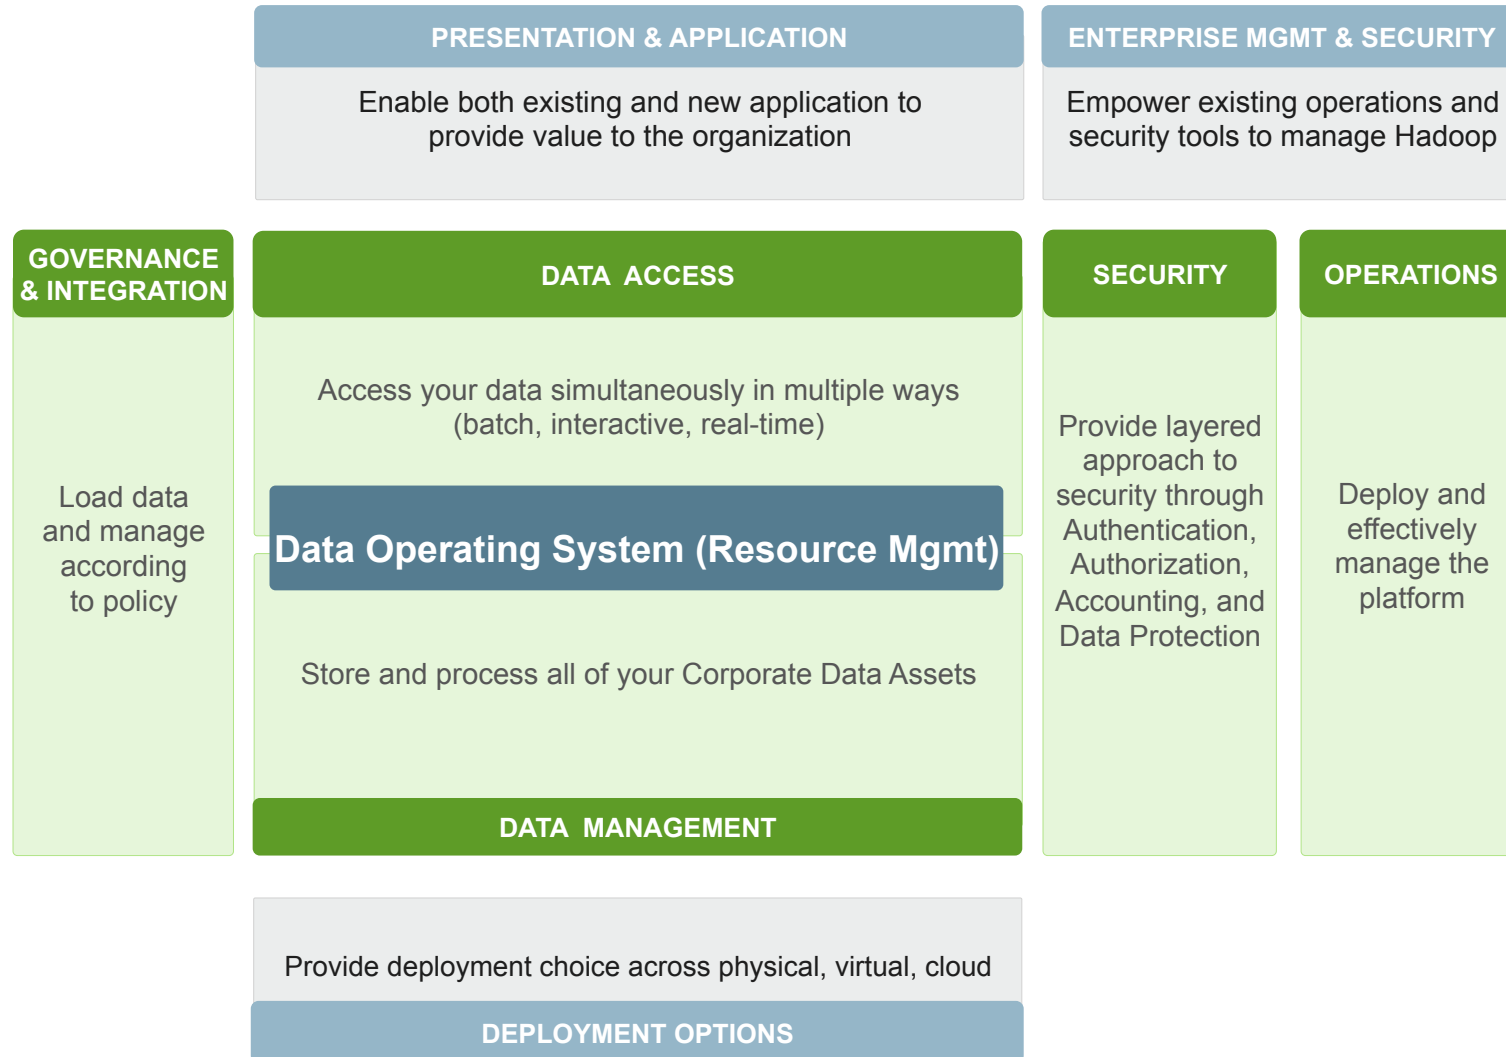 PRESENTATION & APPLICATION
Enable both existing and new application to
provide value to the organization
ENTERPRISE MGMT & SECURITY
Empower existing operations and
security tools to manage Hadoop
GOVERNANCE
& INTEGRATION
Load data
and manage
according
to policy
DATA ACCESS
Access your data simultaneously in multiple ways
(batch, interactive, real-time)
Data Operating System (Resource Mgmt)
Store and process all of your Corporate Data Assets
DATA MANAGEMENT
SECURITY
Provide layered
approach to
security through
Authentication,
Authorization,
Accounting, and
Data Protection
OPERATIONS
Deploy and
effectively
manage the
platform
Provide deployment choice across physical, virtual, cloud
DEPLOYMENT OPTIONS